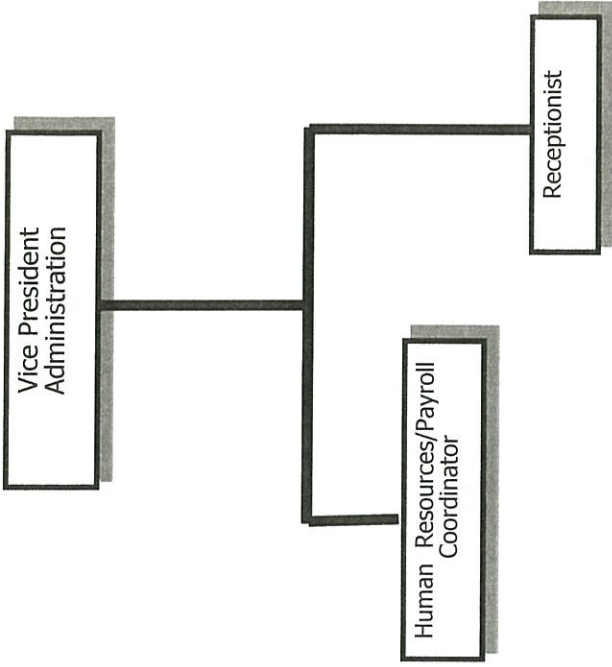 Vice President
Administration
Human Resources/Payroll
Coordinator
Receptionist